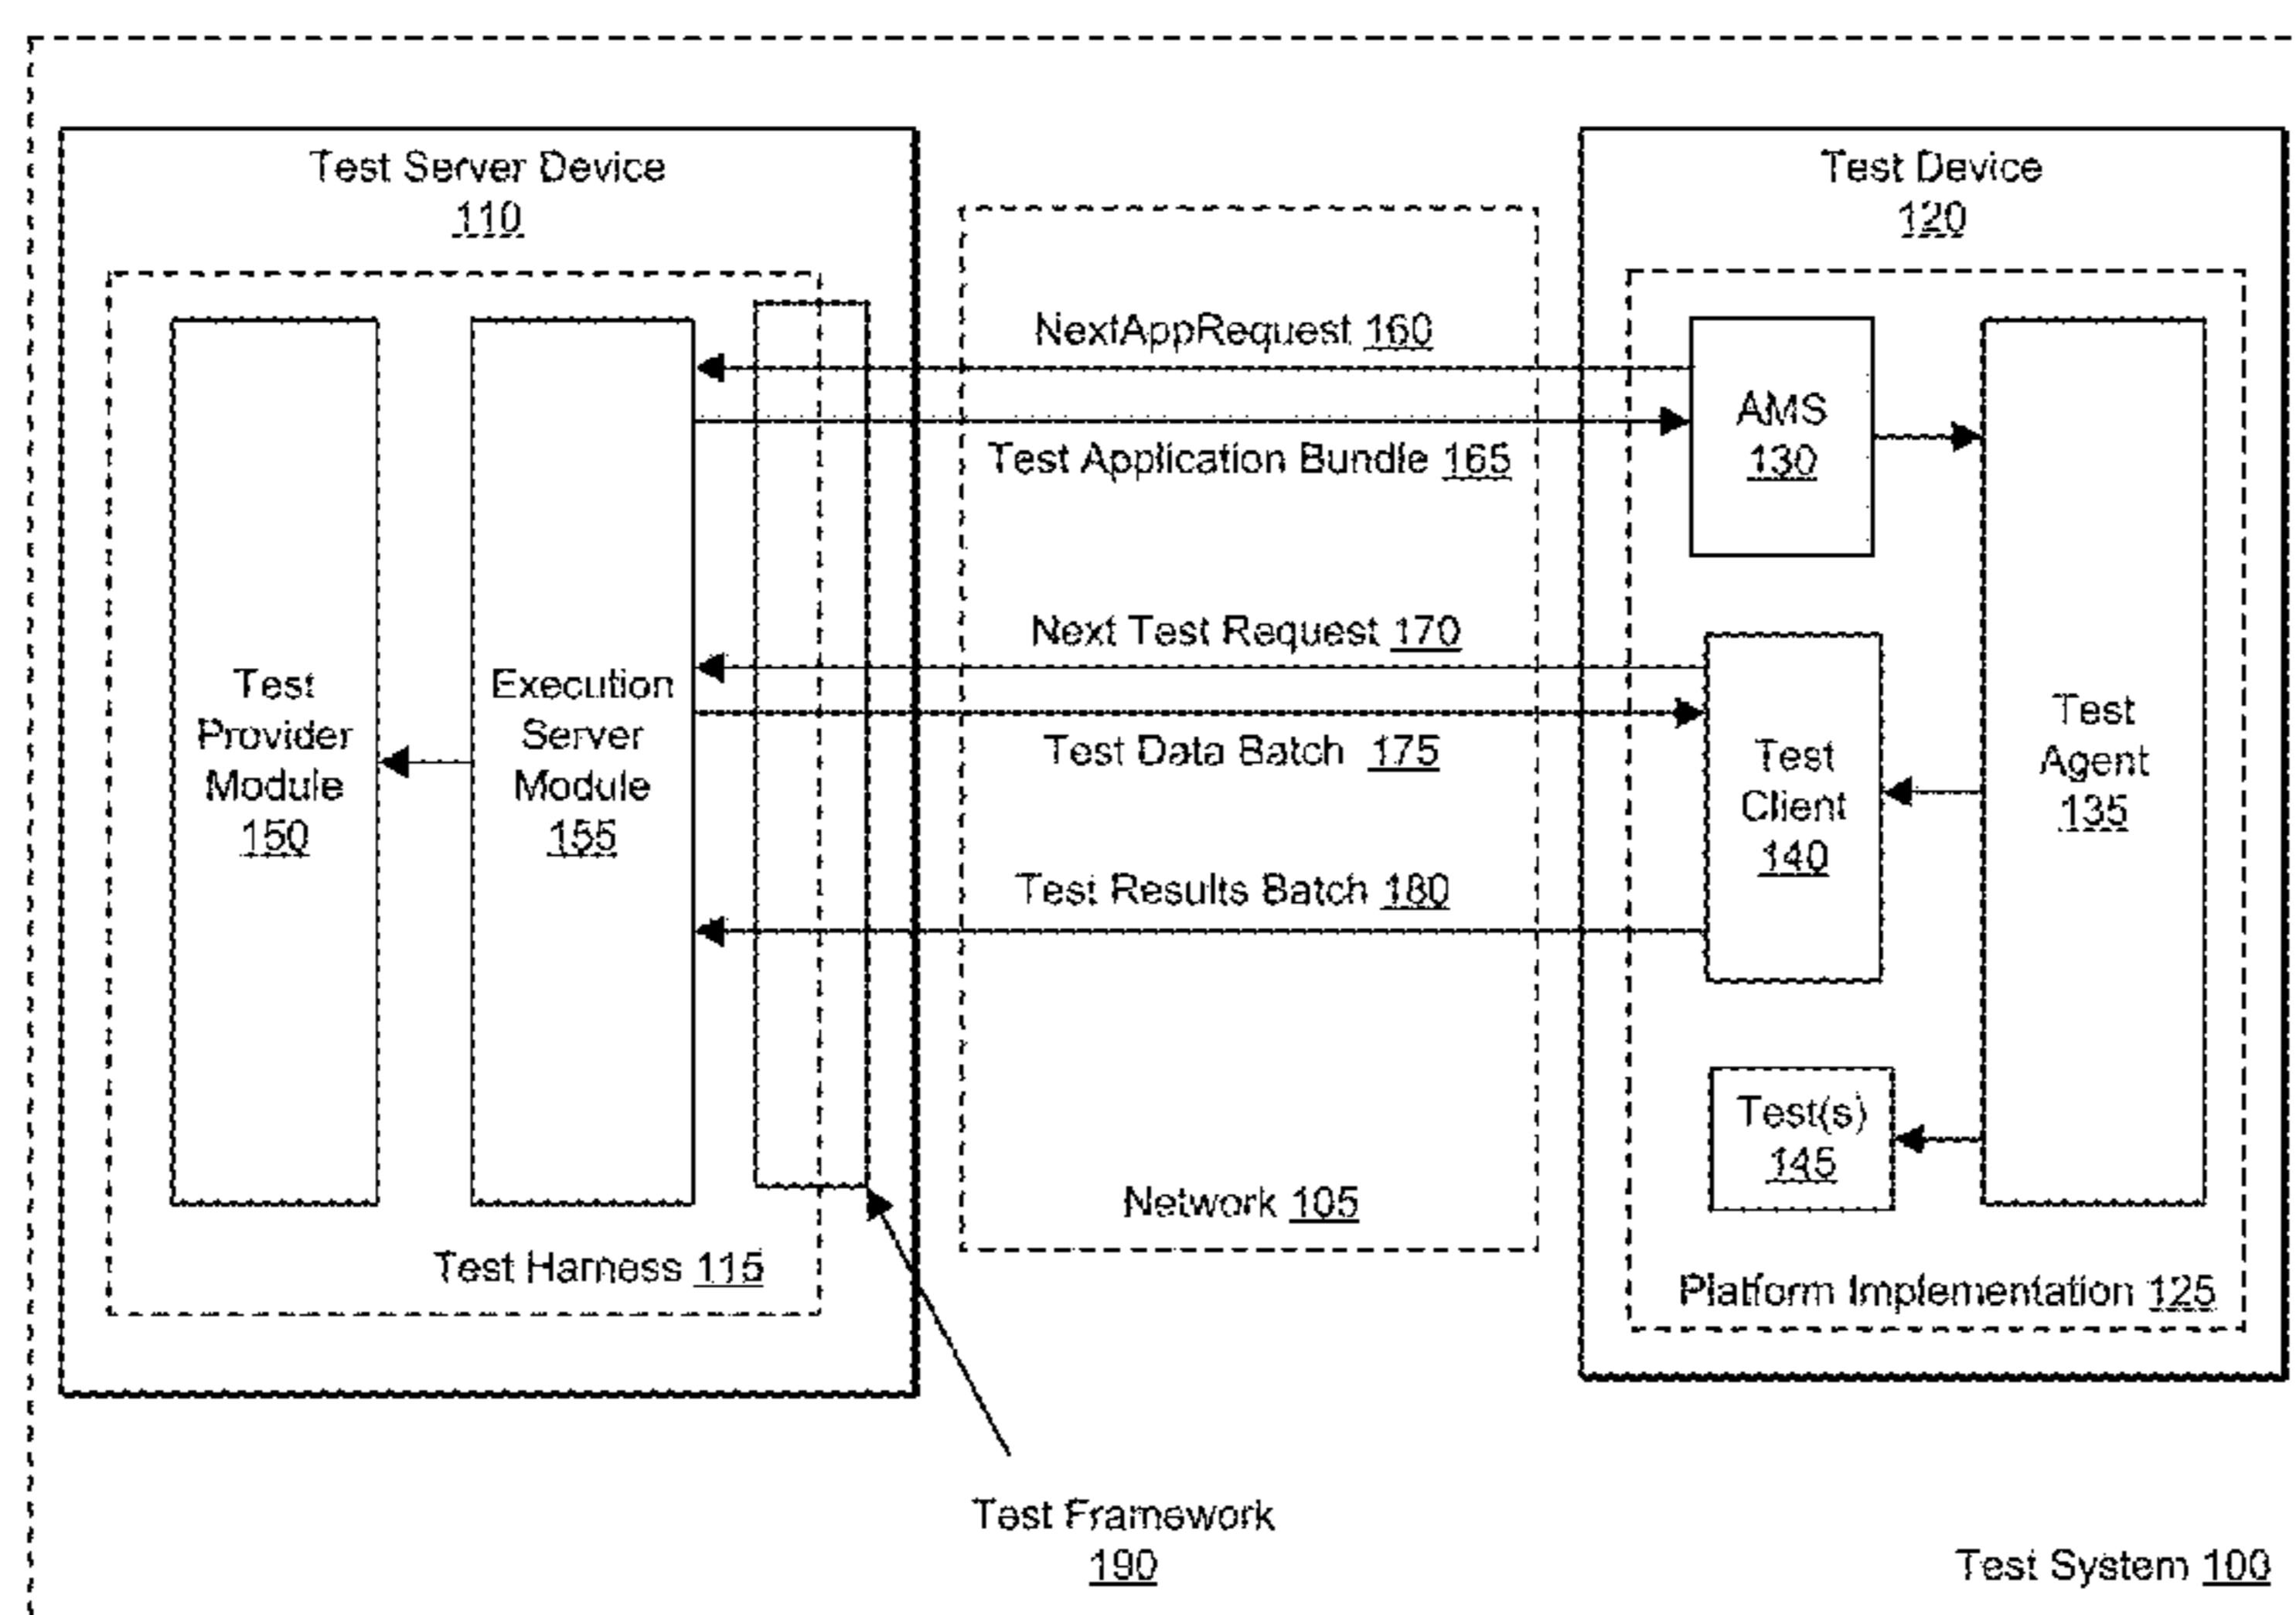 Test Server Device
110
Test Device
120
NextAppRequest 160
AMS
130
Test Application Bundle 165
Next Test Request 170
Test
Provider
Module
150
Execution
Server
Module
155
Test Data Batch 175
Test
Client
140
Test
Agent
135
Test Results Batch 180
Test(s)
145
Network 105
Test Harness 115
Platform Implementation 125
Test Framework
190
Test System 100